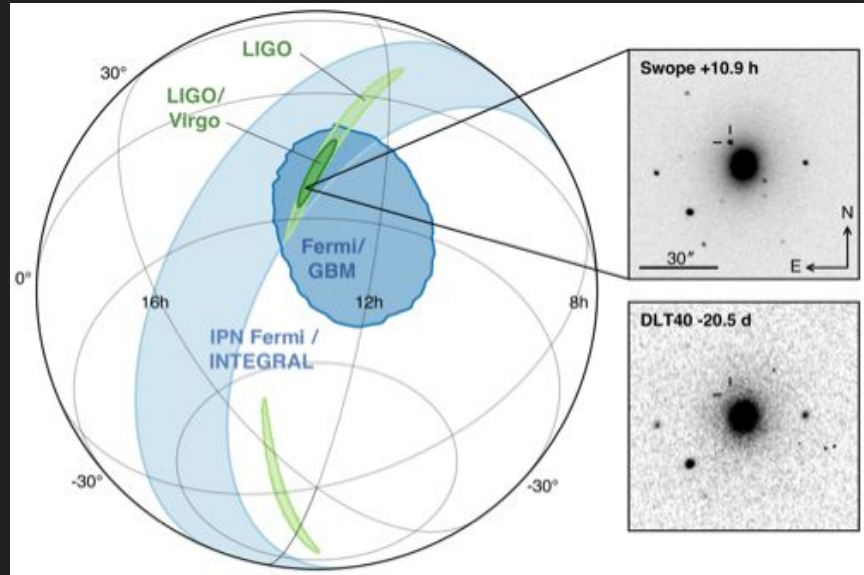 LIGO
30°
LIGO/
Virgo
Fermi/
GBM
0°
16h
12h
8h
IPN Fermi /
INTEGRAL
-30°
-30°
Swope +10.9 h
N
30"
E
DLT40 -20.5 d